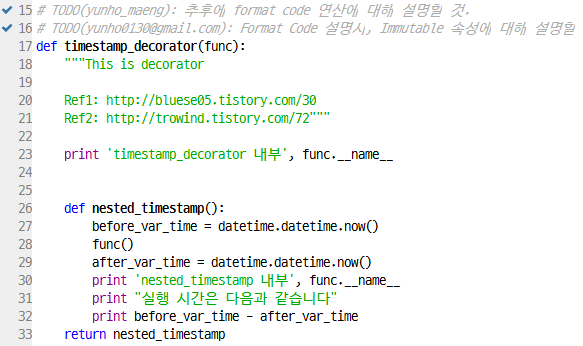 15 # TODO(yunho_maeng): 추후에 format code 연산에 대해 설명할 것.
16 # TODO(yunho0130@gmail.com): Format Code 설명시, Immutable 속성에 대해 설명할
17 def timestamp_decorator(func):
18     """This is decorator
19
20     Ref1: http://bluese05.tistory.com/30
21     Ref2: http://trowind.tistory.com/72"""
22
23     print 'timestamp_decorator 내부', func.__name__
24
25
26     def nested_timestamp():
27         before_var_time = datetime.datetime.now()
28         func()
29         after_var_time = datetime.datetime.now()
30         print 'nested_timestamp 내부', func.__name__
31         print "실행 시간은 다음과 같습니다"
32         print before_var_time - after_var_time
33     return nested_timestamp